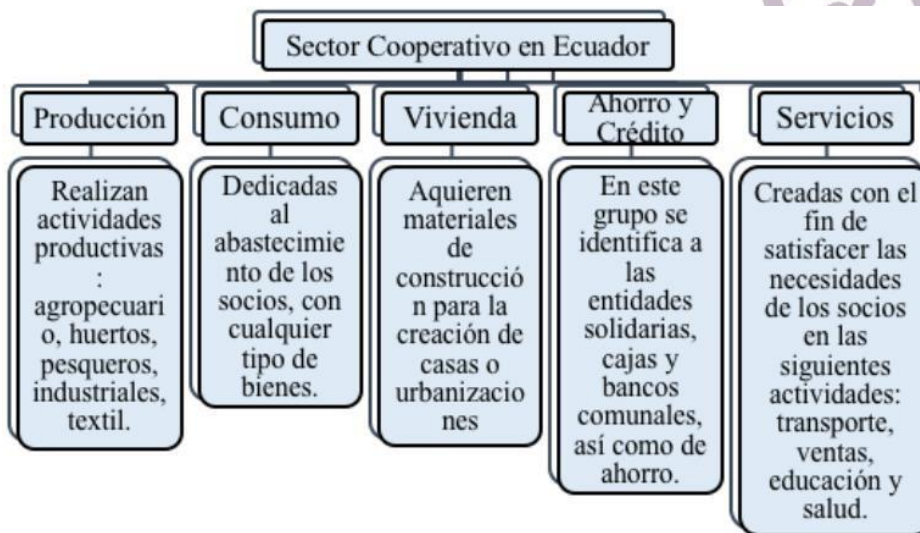 Sector Cooperativo en Ecuador
Producción
Realizan
actividades
productivas
:
agropecuari
o, huertos,
pesqueros,
industriales,
textil.
Consumo
Dedicadas
al
abastecimie
nto de los
socios, con
cualquier
tipo de
bienes.
Vivienda
Aquieren
materiales
de
construcció
n para la
creación de
casas o
urbanizacio
nes
Ahorro y
Crédito
En este
grupo se
identifica a
las
entidades
solidarias,
cajas y
bancos
comunales,
así como de
ahorro.
Servicios
Creadas con el
fin de
satisfacer las
necesidades
de los socios
en las
siguientes
actividades:
transporte,
ventas,
educación y
salud.